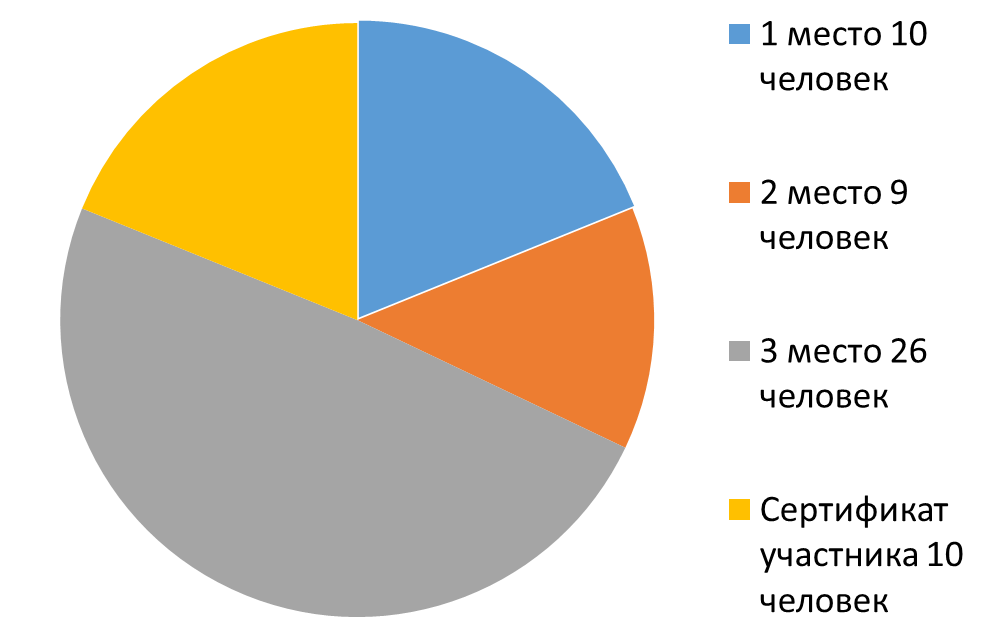 1 место 10
человек
2 место 9
человек
3 место 26
человек
Сертификат
участника 10
человек